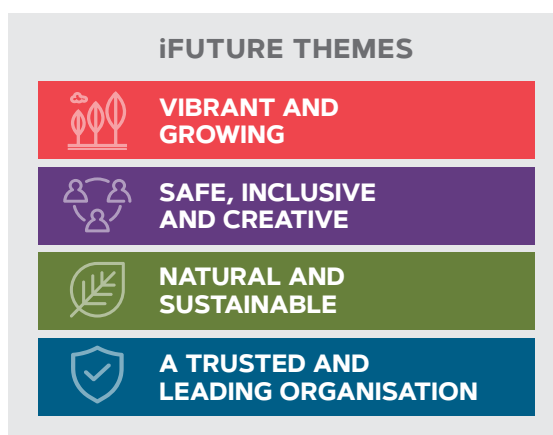 iFUTURE THEMES
VIBRANT AND
GROWING
SAFE, INCLUSIVE
AND CREATIVE
NATURAL AND
SUSTAINABLE
A TRUSTED AND
LEADING ORGANISATION